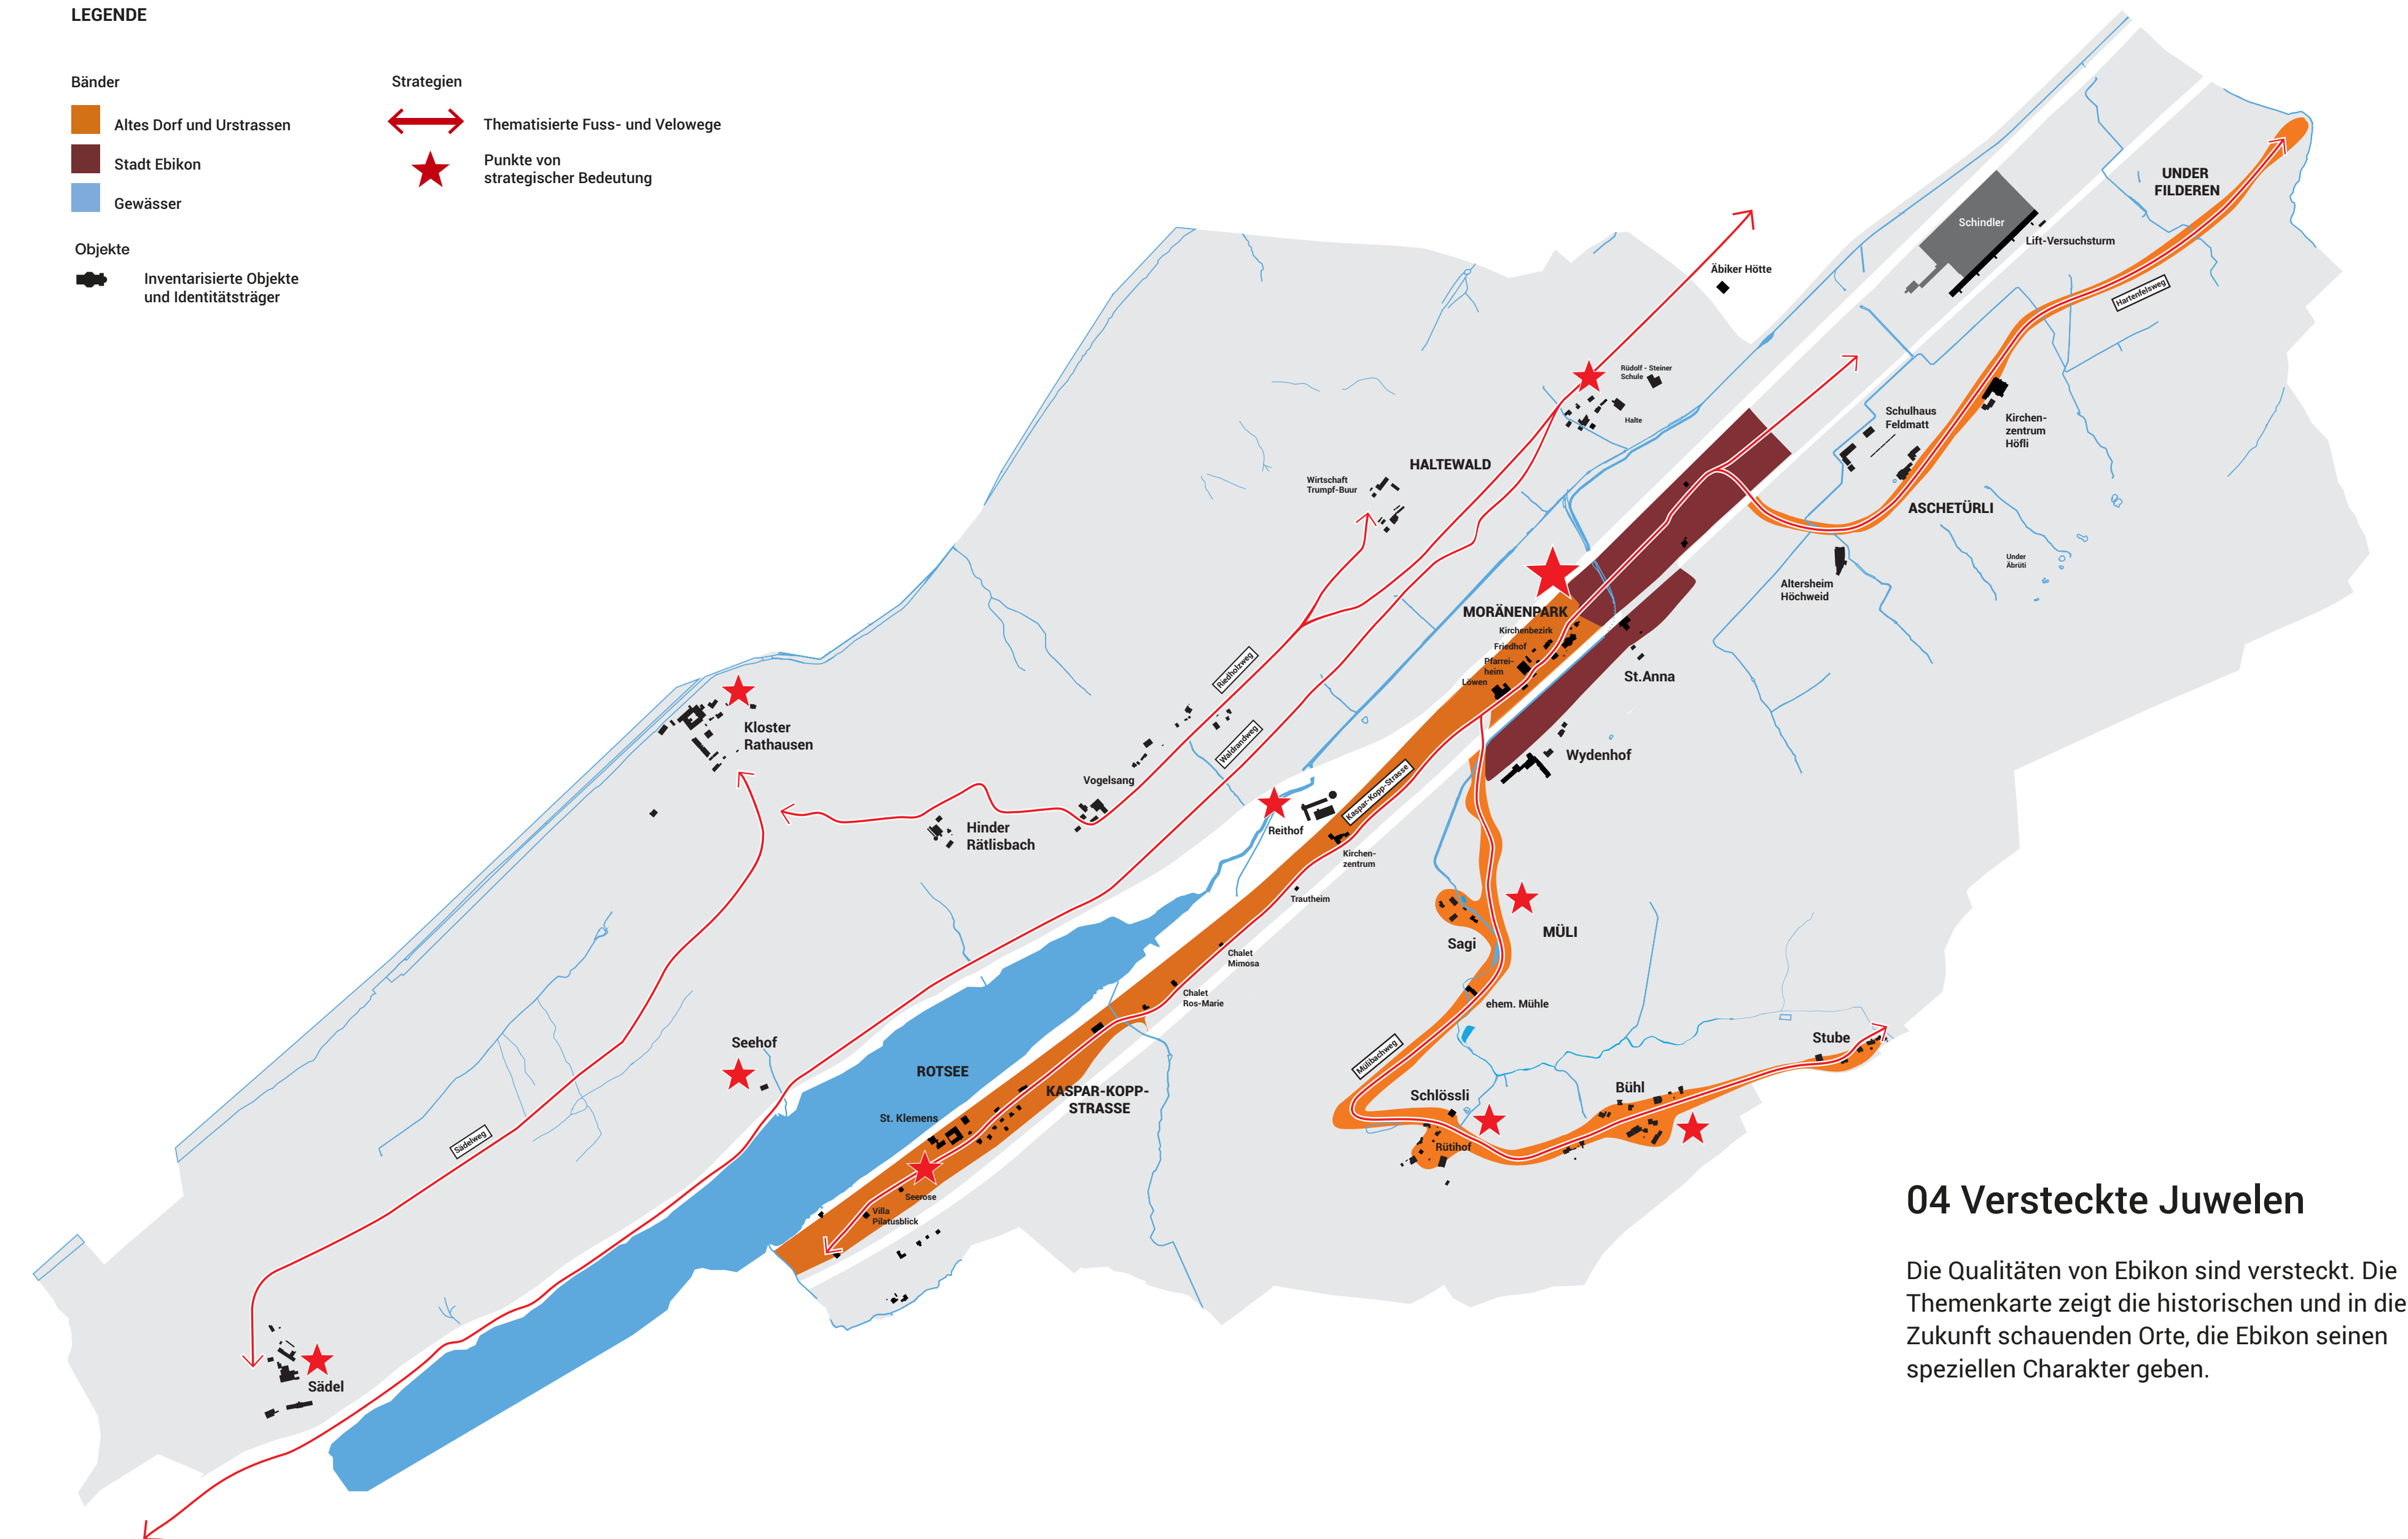 LEGENDE
Bänder
Altes Dorf und Urstrassen
Stadt Ebikon
Gewässer
Objekte
Inventarisierte Objekte
und Identitätsträger
Strategien
Thematisierte Fuss- und Velowege
Punkte von
strategischer Bedeutung
UNDER
FILDEREN
Schindler
Lift-Versuchsturm
Äbiker Hötte
Hartenfelsweg
Rüdolf - Steiner
Schule
Halte
Schulhaus
Feldmatt
Kirchen-
zentrum
Höfli
HALTEWALD
Wirtschaft
Trumpf-Buur
ASCHETÜRLI
Under
Äbrüti
Altersheim
Höchweid
MORÄNENPARK
Kirchenbezirk
Friedhof
Pfarrei-
heim
Löwen
St.Anna
Riedholzweg
Waldrandweg
Kloster
Rathausen
Wydenhof
Vogelsang
Kaspar-Kopp-Strasse
Hinder
Rätlisbach
Reithof
Kirchen-
zentrum
Trautheim
Sagi
MÜLI
Chalet
Mimosa
Chalet
Ros-Marie
ehem. Mühle
Mülibachweg
Stube
Seehof
ROTSEE
KASPAR-KOPP-
STRASSE
Schlössli
Bühl
St. Klemens
Rütihof
Sädelweg
Seerose
Villa
Pilatusblick
Sädel
04 Versteckte Juwelen
Die Qualitäten von Ebikon sind versteckt. Die
Themenkarte zeigt die historischen und in die
Zukunft schauenden Orte, die Ebikon seinen
speziellen Charakter geben.